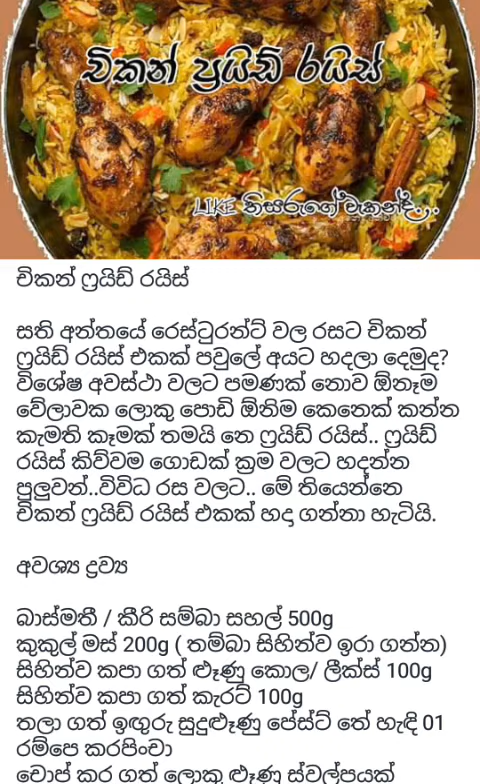 චිකන් ෆ්‍රයිඩ් රයිස්
LIKE තිසරුගේ වෑකන්ද...
චිකන් ෆ්‍රයිඩ් රයිස්
සති අන්තයේ රෙස්ටුරන්ට් වල රසට චිකන්
ෆ්‍රයිඩ් රයිස් එකක් පවුලේ අයට හදලා දෙමුද?
විශේෂ අවස්ථා වලට පමණක් නොව ඕනෑම
වේලාවක ලොකු පොඩි ඕනිම කෙනෙක් කන්න
කැමති කෑමක් තමයි නෙ ෆ්‍රයිඩ් රයිස්.. ෆ්‍රයිඩ්
රයිස් කිව්වම ගොඩක් ක්‍රම වලට හදන්න
පුලුවන්..විවිධ රස වලට.. මේ තියෙන්නෙ
චිකන් ෆ්‍රයිඩ් රයිස් එකක් හදා ගන්නා හැටියි.
අවශ්‍ය ද්‍රව්‍ය
බාස්මතී / කීරි සම්බා සහල් 500g
කුකුල් මස් 200g ( තම්බා සිහින්ව ඉරා ගන්න)
සිහින්ව කපා ගත් ළූණු කොල/ ලීක්ස් 100g
සිහින්ව කපා ගත් කැරට් 100g
තලා ගත් ඉඟුරු සුදුළූණු පේස්ට් තේ හැඳි 01
රම්පෙ කරපිංචා
චොප් කර ගත් ලොකු ළූණු ස්වල්පයක්